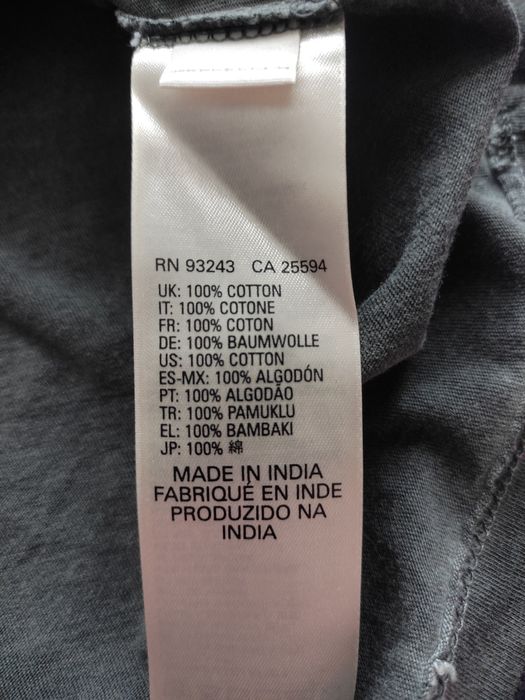 RN 93243 CA 25594
UK: 100% COTTON
IT: 100% COTONE
FR: 100% COTON
DE: 100% BAUMWOLLE
US: 100% COTTON
ES-MX: 100% ALGODÓN
PT: 100% ALGODÃO
TR: 100% PAMUKLU
EL: 100% BAMBAKI
JP: 100% 綿
MADE IN INDIA
FABRIQUÉ EN INDE
PRODUZIDO NA
INDIA